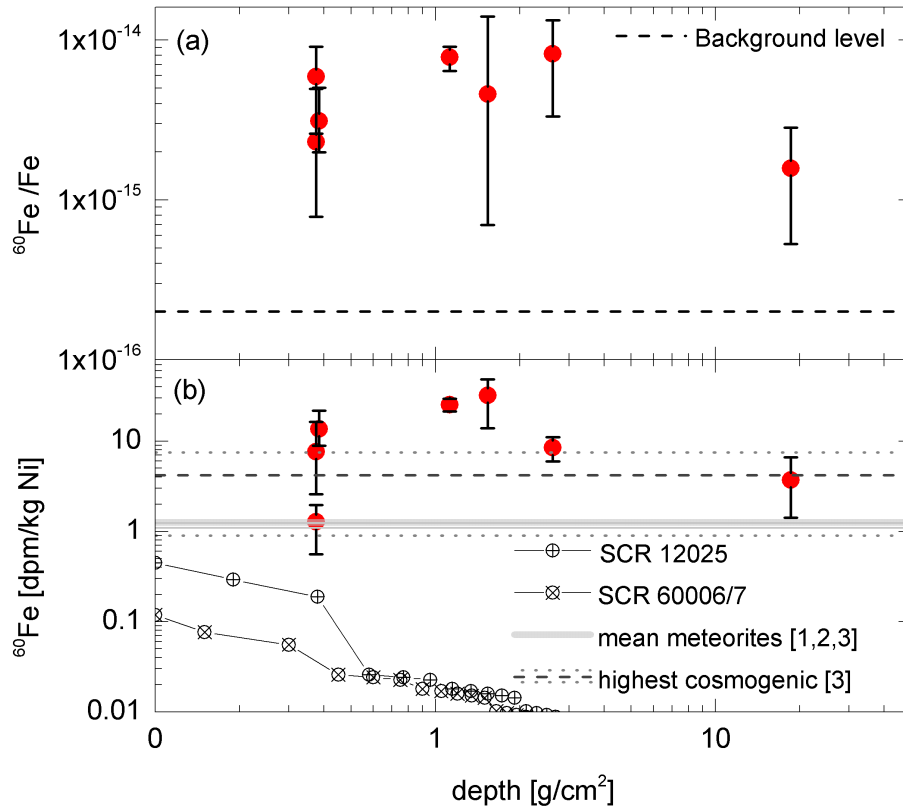 (a)
Background level
1x10⁻¹⁴
1x10⁻¹⁵
1x10⁻¹⁶
⁶⁰Fe /Fe
(b)
10
1
0.1
0.01
⁶⁰Fe [dpm/kg Ni]
SCR 12025
SCR 60006/7
mean meteorites [1,2,3]
highest cosmogenic [3]
0
1
10
depth [g/cm²]